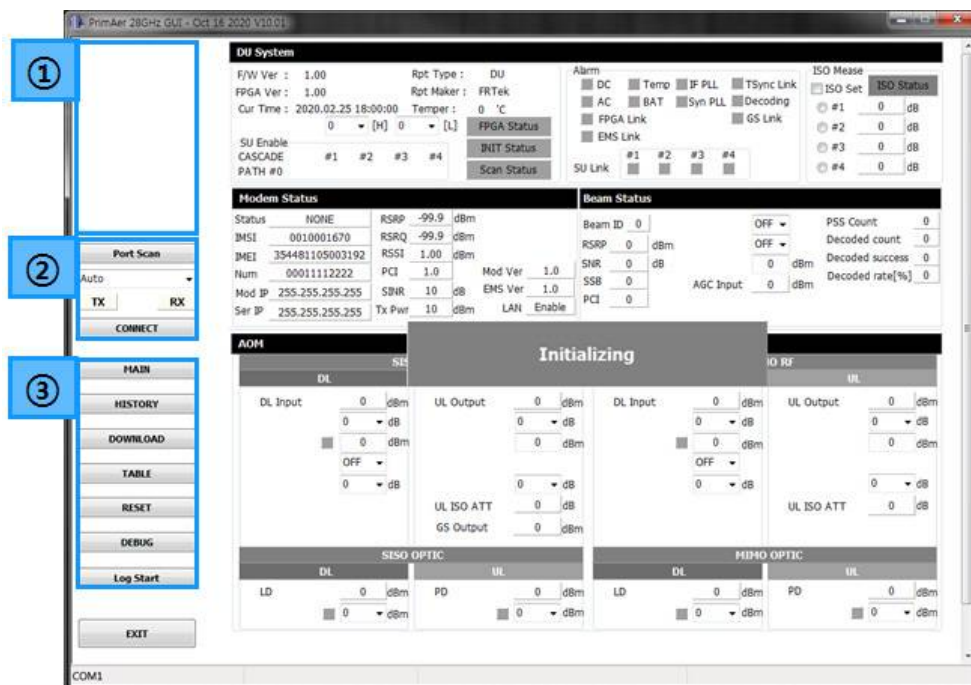 PrimAer 28GHz GUI - Oct 16 2020 V10.01
①
②
Port Scan
Auto
TX RX
CONNECT
③
MAIN
HISTORY
DOWNLOAD
TABLE
RESET
DEBUG
Log Start
EXIT
COM1
DU System
F/W Ver : 1.00 Rpt Type : DU
FPGA Ver : 1.00 Rpt Maker : FRTek
Cur Time : 2020.02.25 18:00:00 Temper : 0 'C
0 [H] 0 [L] FPGA Status
SU Enable INIT Status
CASCADE #1 #2 #3 #4
PATH #0 Scan Status
Alarm
DC Temp IF PLL TSync Link
AC BAT Syn PLL Decoding
FPGA Link GS Link
EMS Link
#1 #2 #3 #4
SU Link
ISO Mease
ISO Set ISO Status
#1 0 dB
#2 0 dB
#3 0 dB
#4 0 dB
Modem Status
Status NONE RSRP -99.9 dBm
IMSI 0010001670 RSRQ -99.9 dBm
IMEI 354481105003192 RSSI 1.00 dBm
Num 00011112222 PCI 1.0 Mod Ver 1.0
Mod IP 255.255.255.255 SINR 10 dB EMS Ver 1.0
Ser IP 255.255.255.255 Tx Pwr 10 dBm LAN Enable
Beam Status
Beam ID 0 OFF PSS Count 0
RSRP 0 dBm OFF Decoded count 0
SNR 0 dB 0 dBm Decoded success 0
SSB 0 AGC Input 0 dBm Decoded rate[%] 0
PCI 0
AOM
Initializing
SIS O RF
DL UL
DL Input 0 dBm UL Output 0 dBm DL Input 0 dBm UL Output 0 dBm
0 dB 0 dB 0 dB 0 dB
0 dBm 0 dBm 0 dBm 0 dBm
OFF OFF
0 dB 0 dB 0 dB 0 dB
UL ISO ATT 0 dB UL ISO ATT 0 dB
GS Output 0 dBm
SISO OPTIC MIMO OPTIC
DL UL DL UL
LD 0 dBm PD 0 dBm LD 0 dBm PD 0 dBm
0 dBm 0 dBm 0 dBm 0 dBm